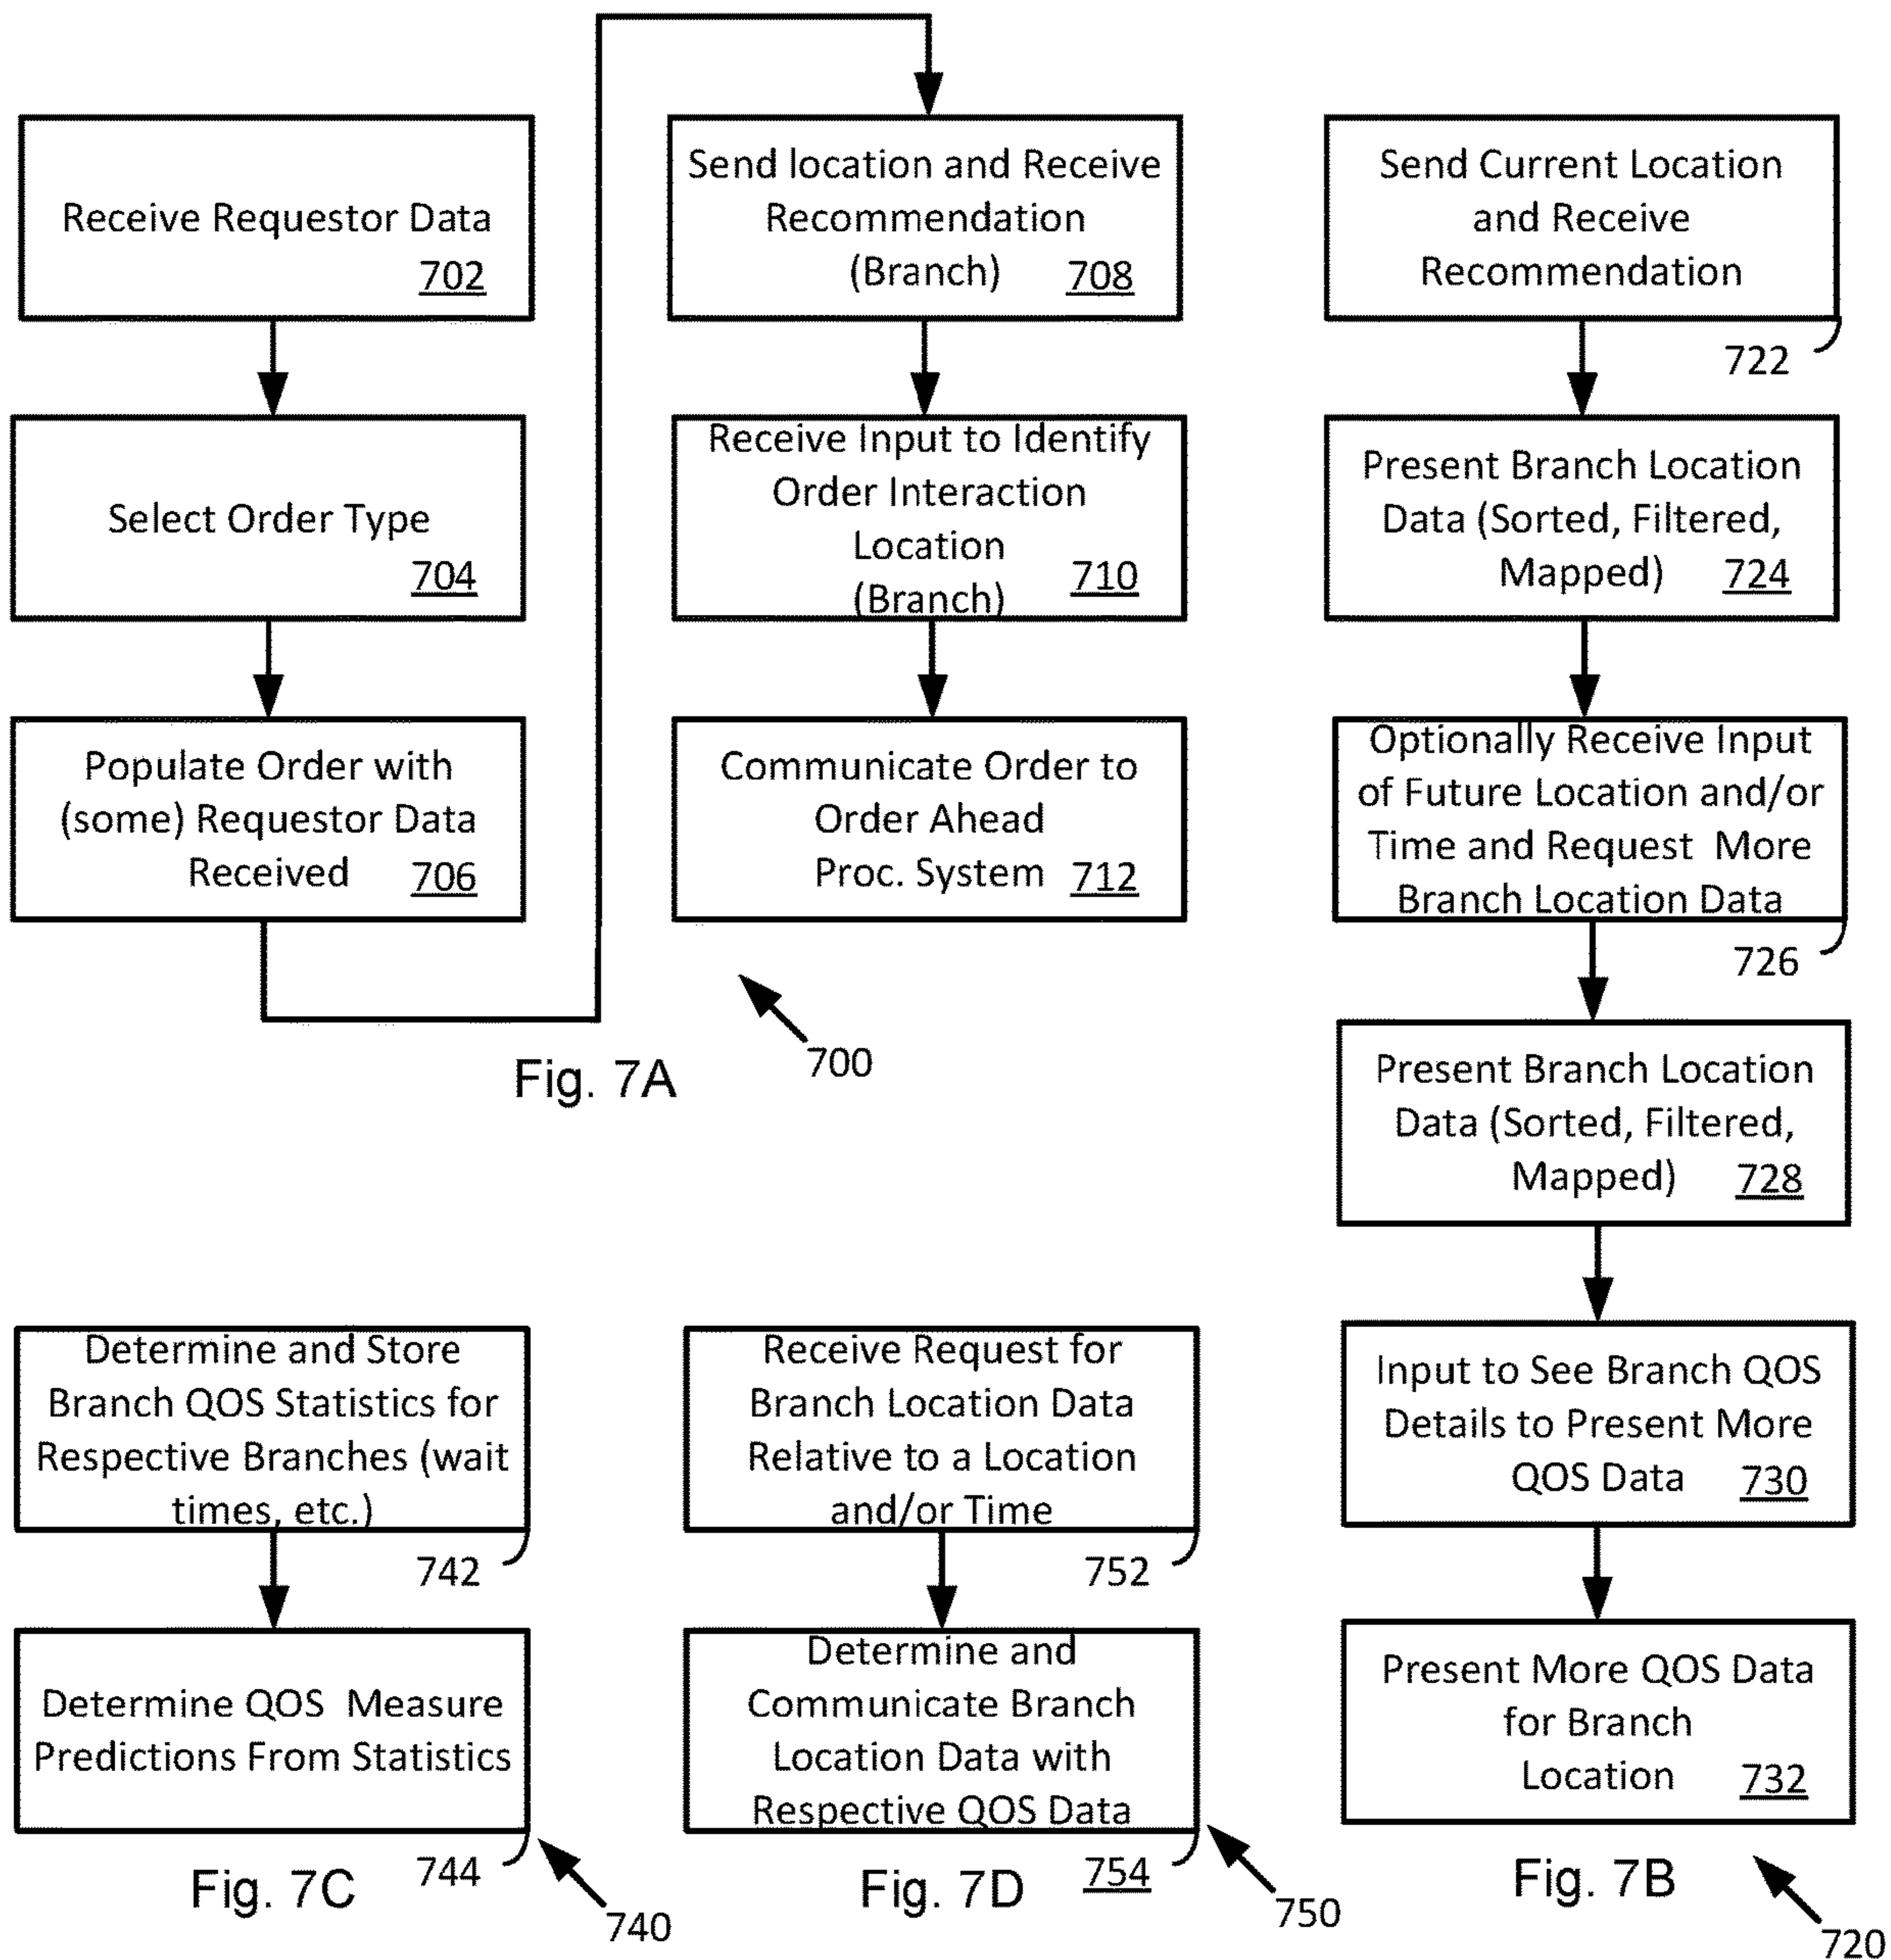 Receive Requestor Data
702
Select Order Type
704
Populate Order with
(some) Requestor Data
Received 706
Send location and Receive
Recommendation
(Branch) 708
Receive Input to Identify
Order Interaction
Location
(Branch) 710
Communicate Order to
Order Ahead
Proc. System 712
Fig. 7A
700
Send Current Location
and Receive
Recommendation
722
Present Branch Location
Data (Sorted, Filtered,
Mapped) 724
Optionally Receive Input
of Future Location and/or
Time and Request More
Branch Location Data
726
Present Branch Location
Data (Sorted, Filtered,
Mapped) 728
Input to See Branch QOS
Details to Present More
QOS Data 730
Present More QOS Data
for Branch
Location 732
Fig. 7B
720
Determine and Store
Branch QOS Statistics for
Respective Branches (wait
times, etc.)
742
Determine QOS Measure
Predictions From Statistics
744
Fig. 7C
740
Receive Request for
Branch Location Data
Relative to a Location
and/or Time
752
Determine and
Communicate Branch
Location Data with
Respective QOS Data
754
Fig. 7D
750